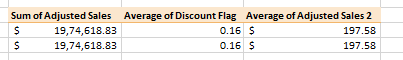 Sum of Adjusted Sales Average of Discount Flag Average of Adjusted Sales 2
$ 19,74,618.83 0.16 $ 197.58
$ 19,74,618.83 0.16 $ 197.58